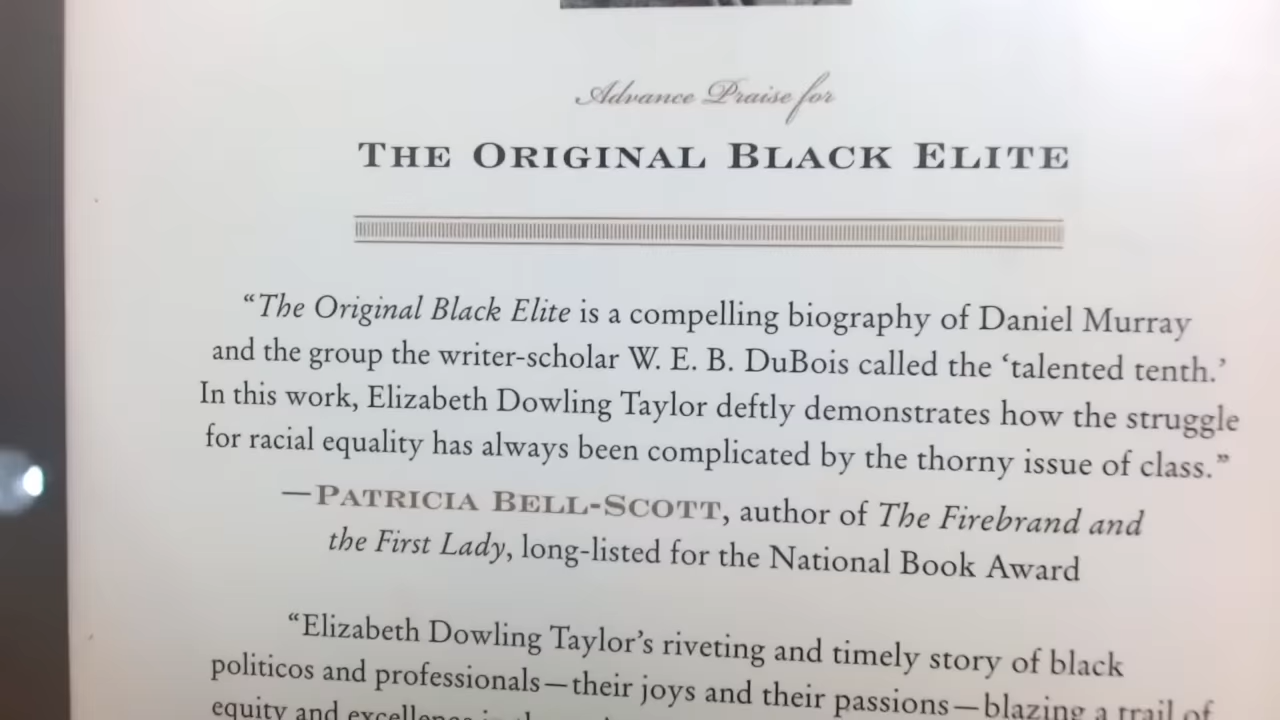 Advance Praise for
THE ORIGINAL BLACK ELITE
“The Original Black Elite is a compelling biography of Daniel Murray
and the group the writer-scholar W. E. B. DuBois called the ‘talented tenth.’
In this work, Elizabeth Dowling Taylor deftly demonstrates how the struggle
for racial equality has always been complicated by the thorny issue of class.”
—PATRICIA BELL-SCOTT, author of The Firebrand and
the First Lady, long-listed for the National Book Award
“Elizabeth Dowling Taylor’s riveting and timely story of black
politicos and professionals—their joys and their passions—blazing a trail of
equity and excellence